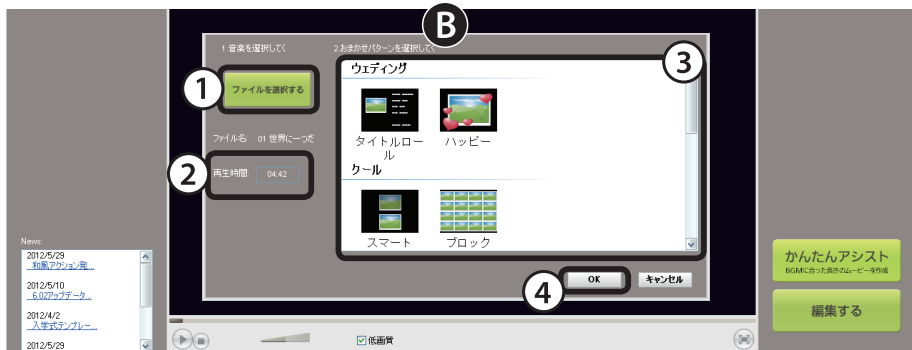 B
1.音楽を選択してく
2.おまかせパターンを選択してく
1
ファイルを選択する
ファイル名 01 世界に一つだ
2
再生時間: 04:42
3
ウェディング
タイトルロー
ル
ハッピー
クール
スマート
ブロック
4
OK
キャンセル
News:
2012/5/29
和風アクション発...
2012/5/10
6.02アップデータ...
2012/4/2
入学式テンプレー...
2012/5/29
低画質
かんたんアシスト
BGMに合った長さのムービーを作成
編集する